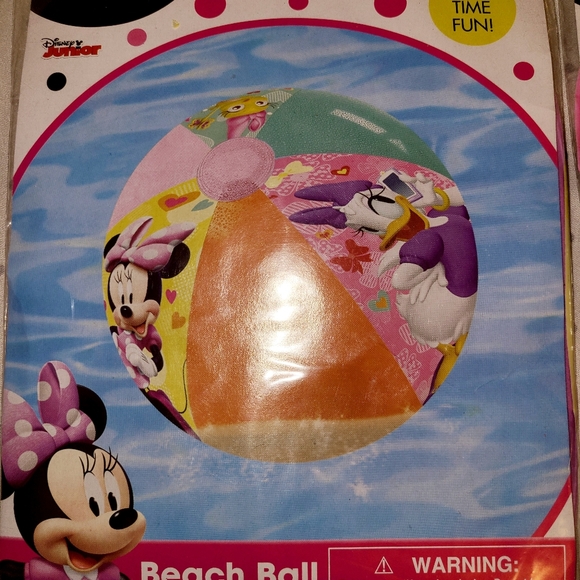 TIME
FUN!
Disney
Junior
Beach Ball
WARNING: